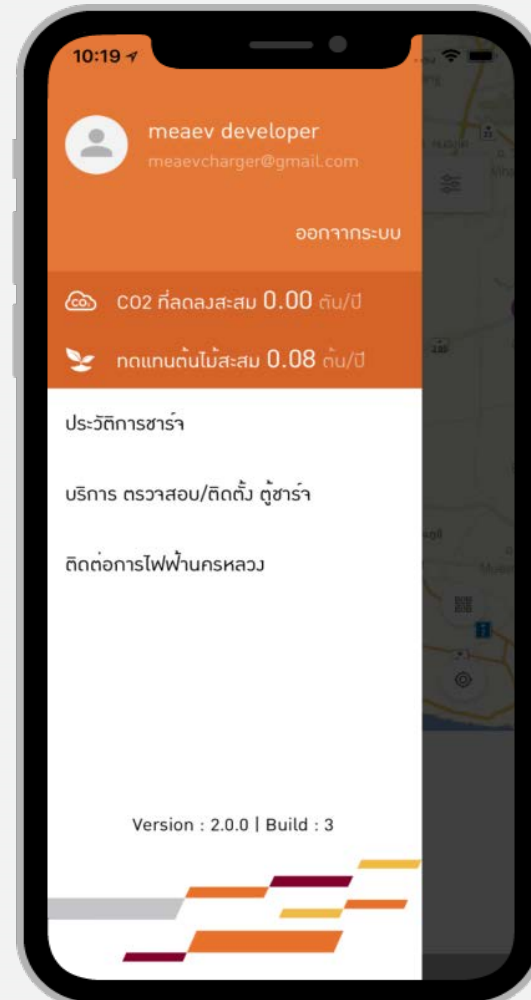 10:19
meaev developer
meaevcharger@gmail.com
ออกจากระบบ
CO2 ที่ลดลงสะสม 0.00 ตัน/ปี
ทดแทนต้นไม้สะสม 0.08 ต้น/ปี
ประวัติการชาร์จ
บริการ ตรวจสอบ/ติดตั้ง ตู้ชาร์จ
ติดต่อการไฟฟ้านครหลวง
Version : 2.0.0 | Build : 3